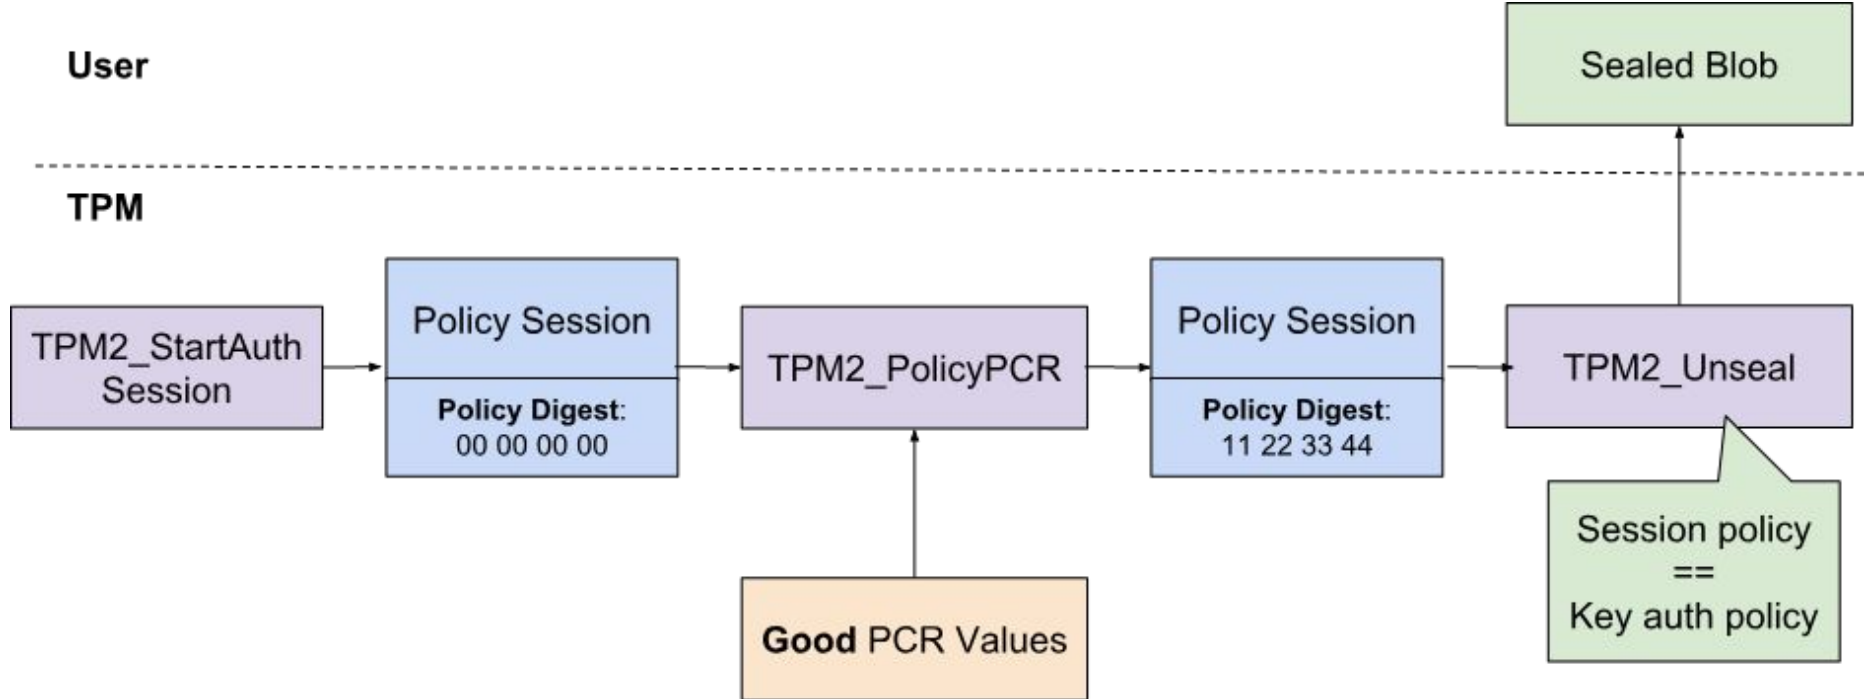 User
Sealed Blob
TPM
TPM2_StartAuth
Session
Policy Session
Policy Digest:
00 00 00 00
TPM2_PolicyPCR
Policy Session
Policy Digest:
11 22 33 44
TPM2_Unseal
Good PCR Values
Session policy
==
Key auth policy